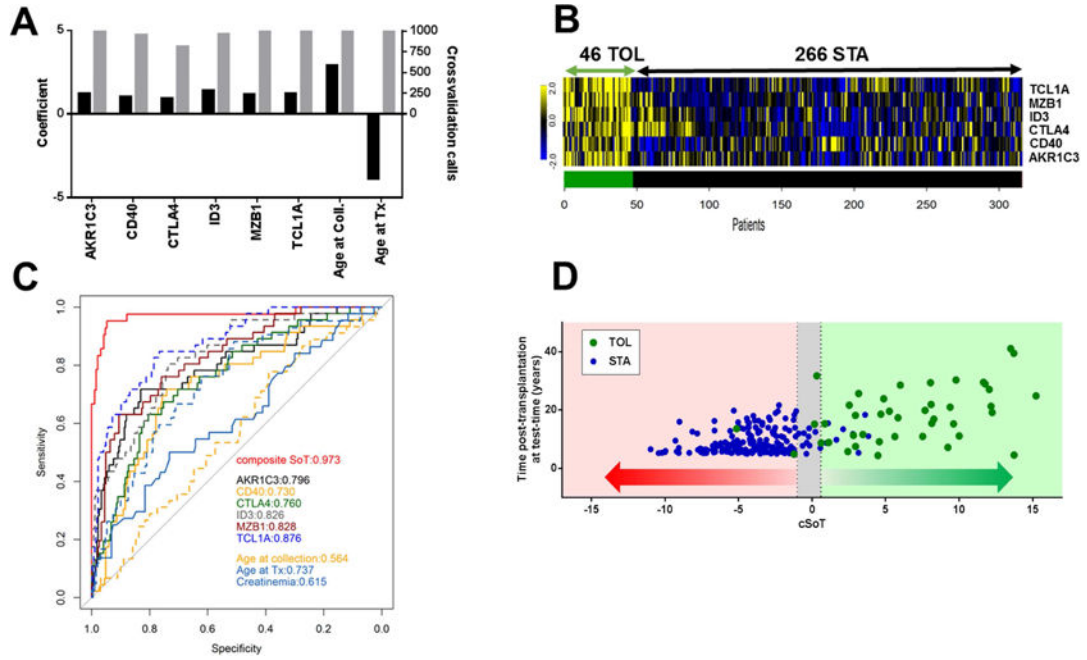 A
5
0
-5
Coefficient
1000
750
500
250
0
Crossvalidation calls
AKR1C3
CD40
CTLA4
ID3
MZB1
TCL1A
Age at Coll.
Age at Tx
B
46 TOL
266 STA
2.0
0.0
-2.0
TCL1A
MZB1
ID3
CTLA4
CD40
AKR1C3
0 50 100 150 200 250 300
Patients
C
1.0
0.8
0.6
0.4
0.2
0.0
Sensitivity
composite SoT:0.973
AKR1C3:0.796
CD40:0.730
CTLA4:0.760
ID3:0.826
MZB1:0.828
TCL1A:0.876
Age at collection:0.564
Age at Tx:0.737
Creatinemia:0.615
1.0 0.8 0.6 0.4 0.2 0.0
Specificity
D
TOL
STA
Time post-transplantation
at test-time (years)
40
20
0
-15 -10 -5 0 5 10 15
cSoT